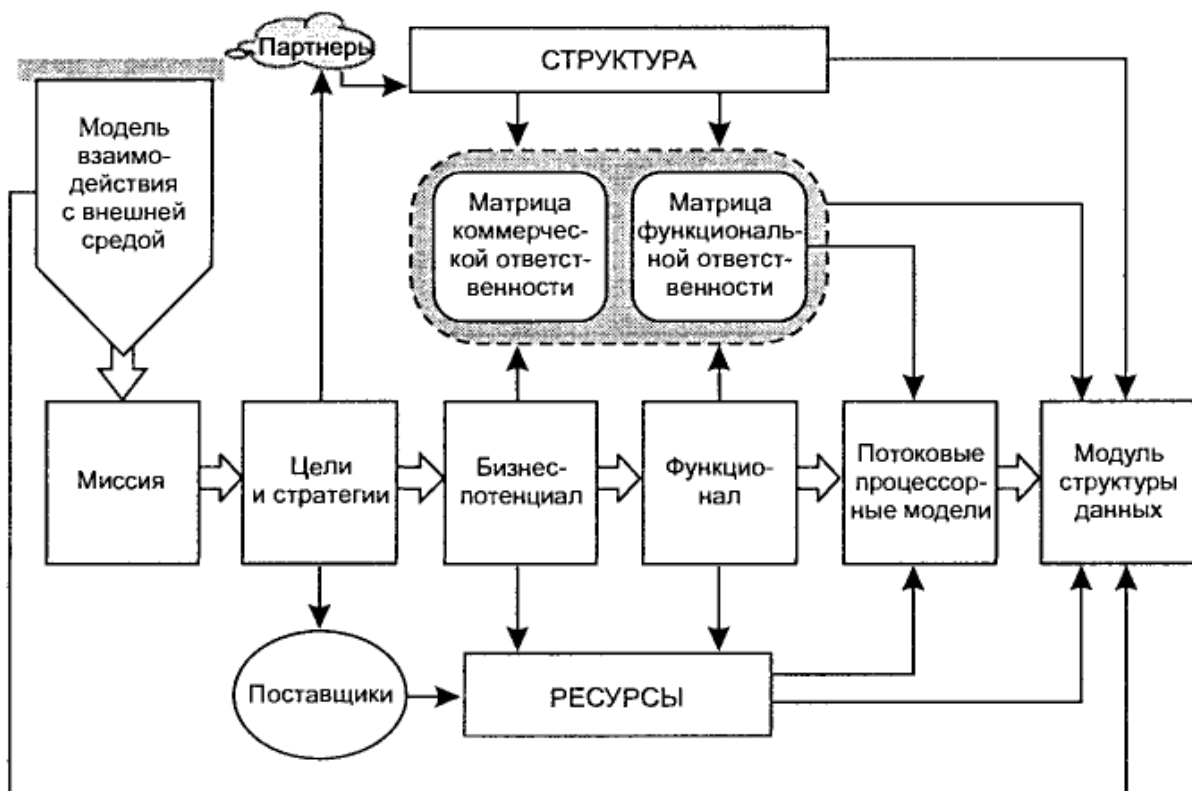 Партнеры
СТРУКТУРА
Модель
взаимо-
действия
с внешней
средой
Матрица
коммерчес-
кой ответст-
венности
Матрица
функциональ-
ной ответст-
венности
Миссия
Цели
и стратегии
Бизнес-
потенциал
Функцио-
нал
Потоковые
процессор-
ные модели
Модуль
структуры
данных
Поставщики
РЕСУРСЫ